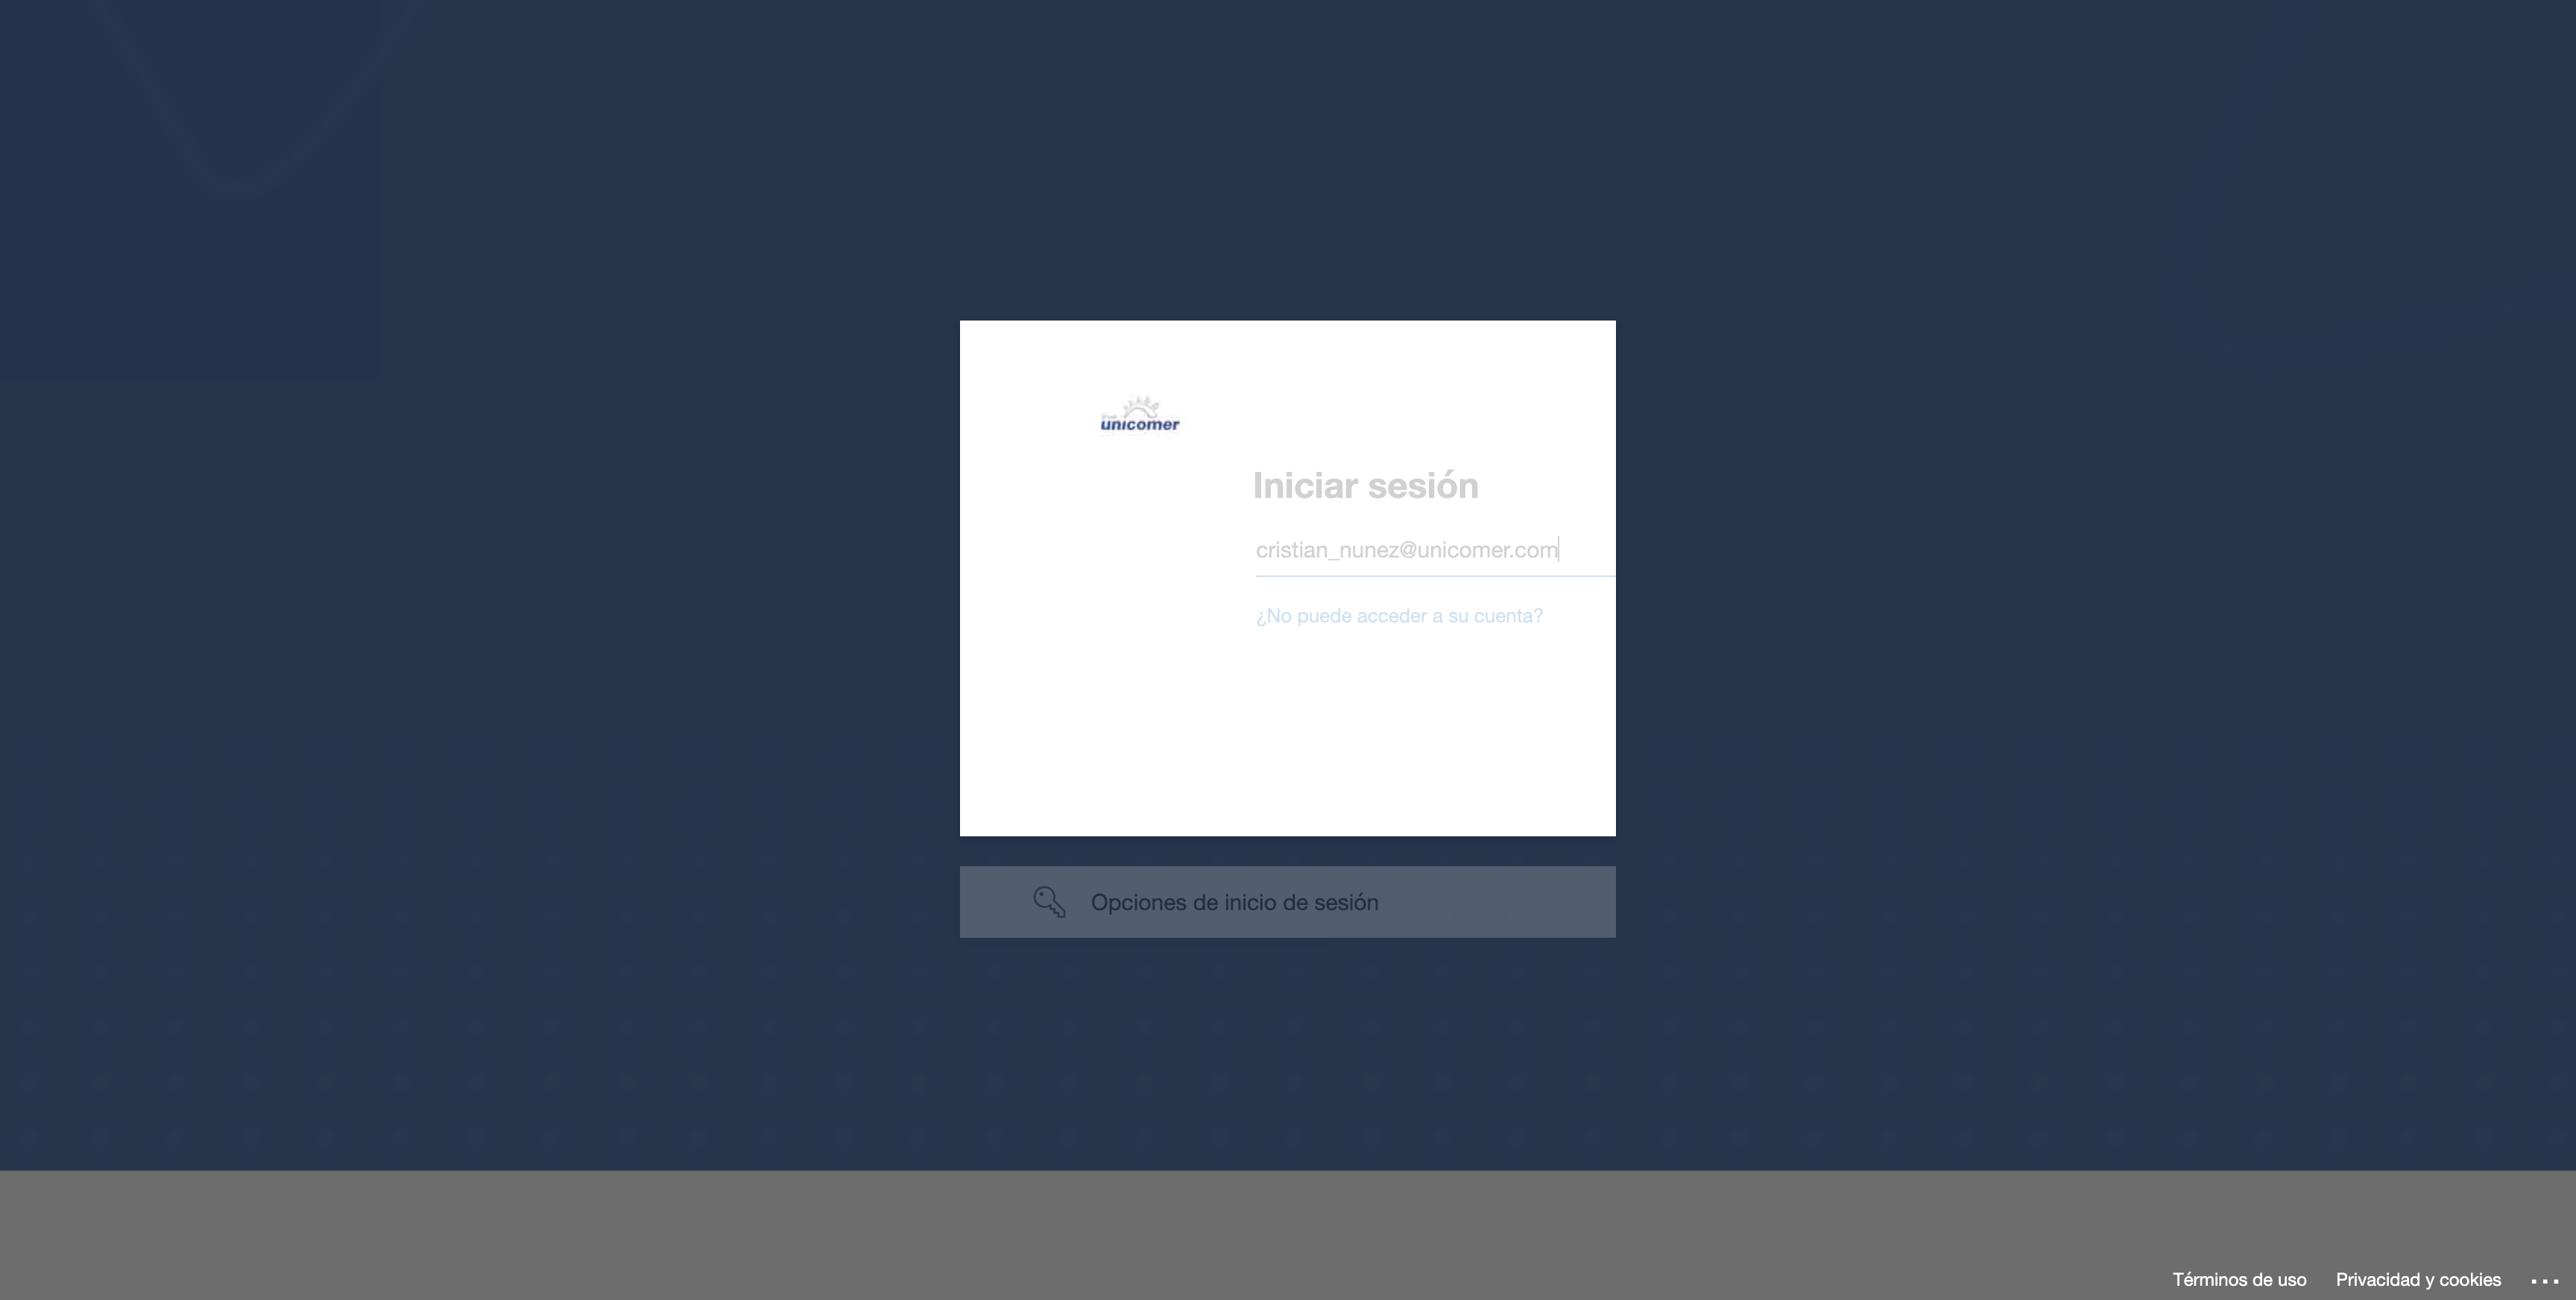 unicomer
Iniciar sesión
cristian_nunez@unicomer.com
¿No puede acceder a su cuenta?
Opciones de inicio de sesión
Términos de uso Privacidad y cookies ...